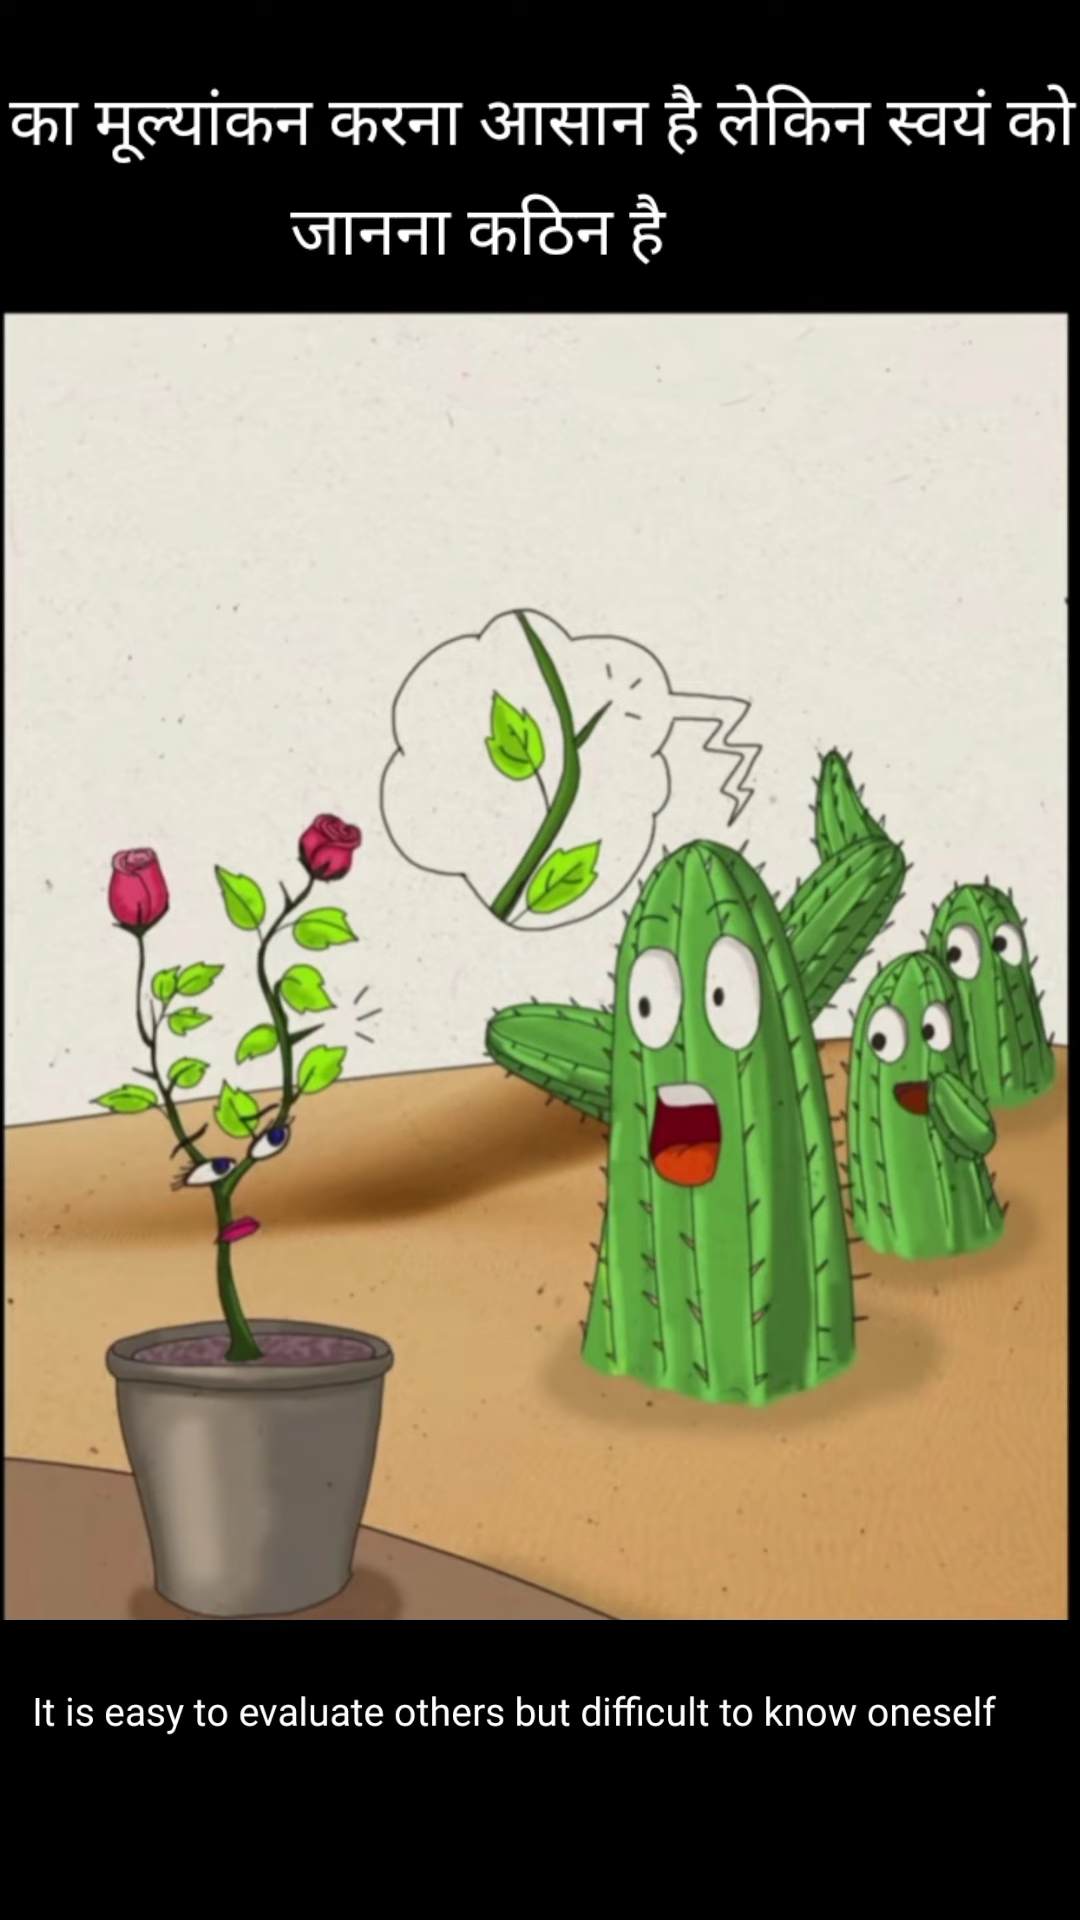 का मूल्यांकन करना आसान है लेकिन स्वयं को
जानना कठिन है
It is easy to evaluate others but difficult to know oneself